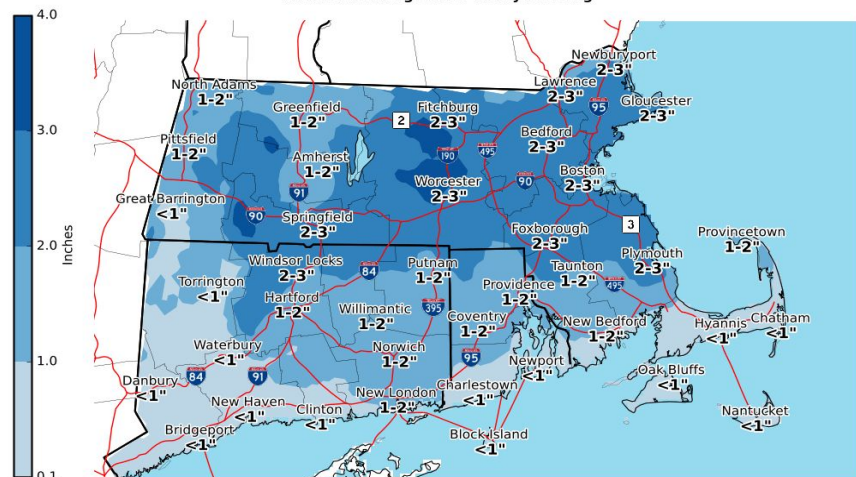 4.0
3.0
2.0
1.0
0.1
Inches
Newburyport
2-3"
North Adams
1-2"
Lawrence
2-3"
Greenfield
1-2"
Fitchburg
2-3"
Gloucester
2-3"
95
2
Bedford
2-3"
Pittsfield
1-2"
190
495
Amherst
1-2"
Boston
2-3"
Worcester
2-3"
90
91
Great Barrington
<1"
90
Springfield
2-3"
3
Foxborough
2-3"
Provincetown
1-2"
Plymouth
2-3"
Windsor Locks
2-3"
84
Putnam
1-2"
Taunton
1-2"
495
Torrington
<1"
Providence
1-2"
Hartford
1-2"
Willimantic
1-2"
395
Coventry
1-2"
New Bedford
1-2"
Hyannis
<1"
Chatham
<1"
Waterbury
<1"
Norwich
1-2"
95
Newport
<1"
Oak Bluffs
<1"
84
91
Danbury
<1"
New London
1-2"
Charlestown
<1"
New Haven
<1"
Clinton
<1"
Nantucket
<1"
Bridgeport
<1"
Block Island
<1"